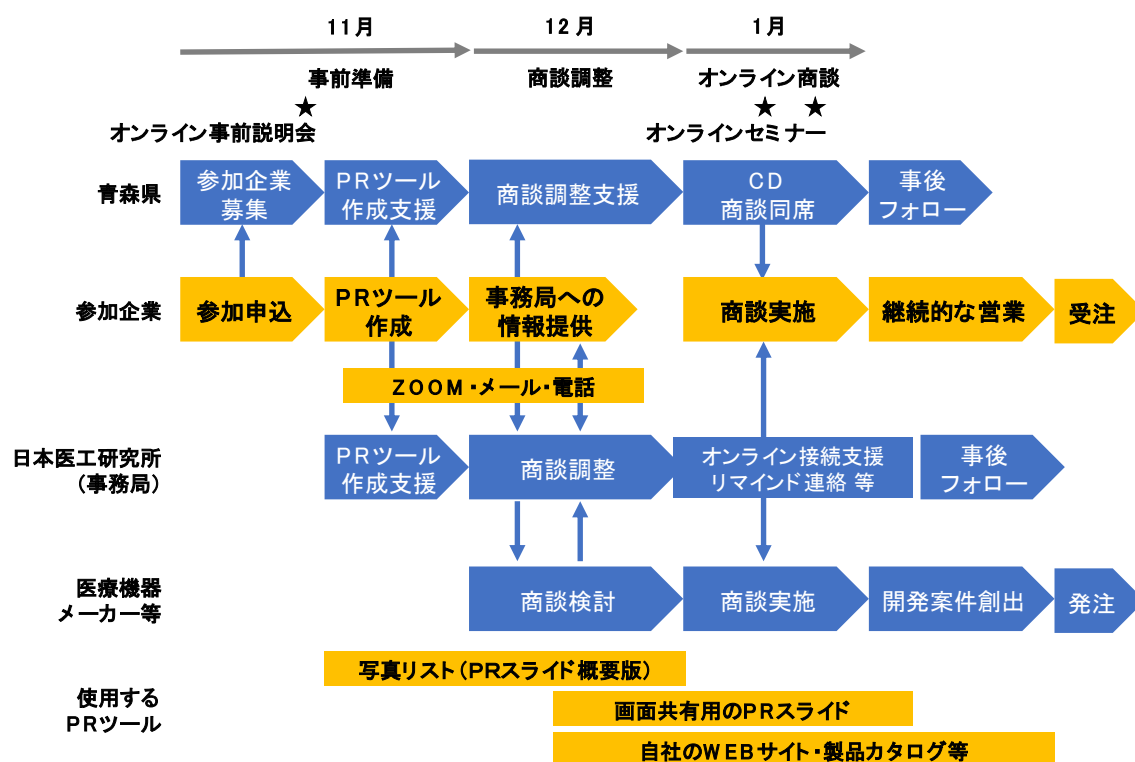 11月
12月
1月
事前準備
商談調整
オンライン商談
★
★ ★
オンライン事前説明会
オンラインセミナー
青森県
参加企業
募集
PRツール
作成支援
商談調整支援
CD
商談同席
事後
フォロー
参加企業
参加申込
PRツール
作成
事務局への
情報提供
商談実施
継続的な営業
受注
ZOOM・メール・電話
日本医工研究所
(事務局)
PRツール
作成支援
商談調整
オンライン接続支援
リマインド連絡 等
事後
フォロー
医療機器
メーカー等
商談検討
商談実施
開発案件創出
発注
使用する
PRツール
写真リスト(PRスライド概要版)
画面共有用のPRスライド
自社のWEBサイト・製品カタログ等